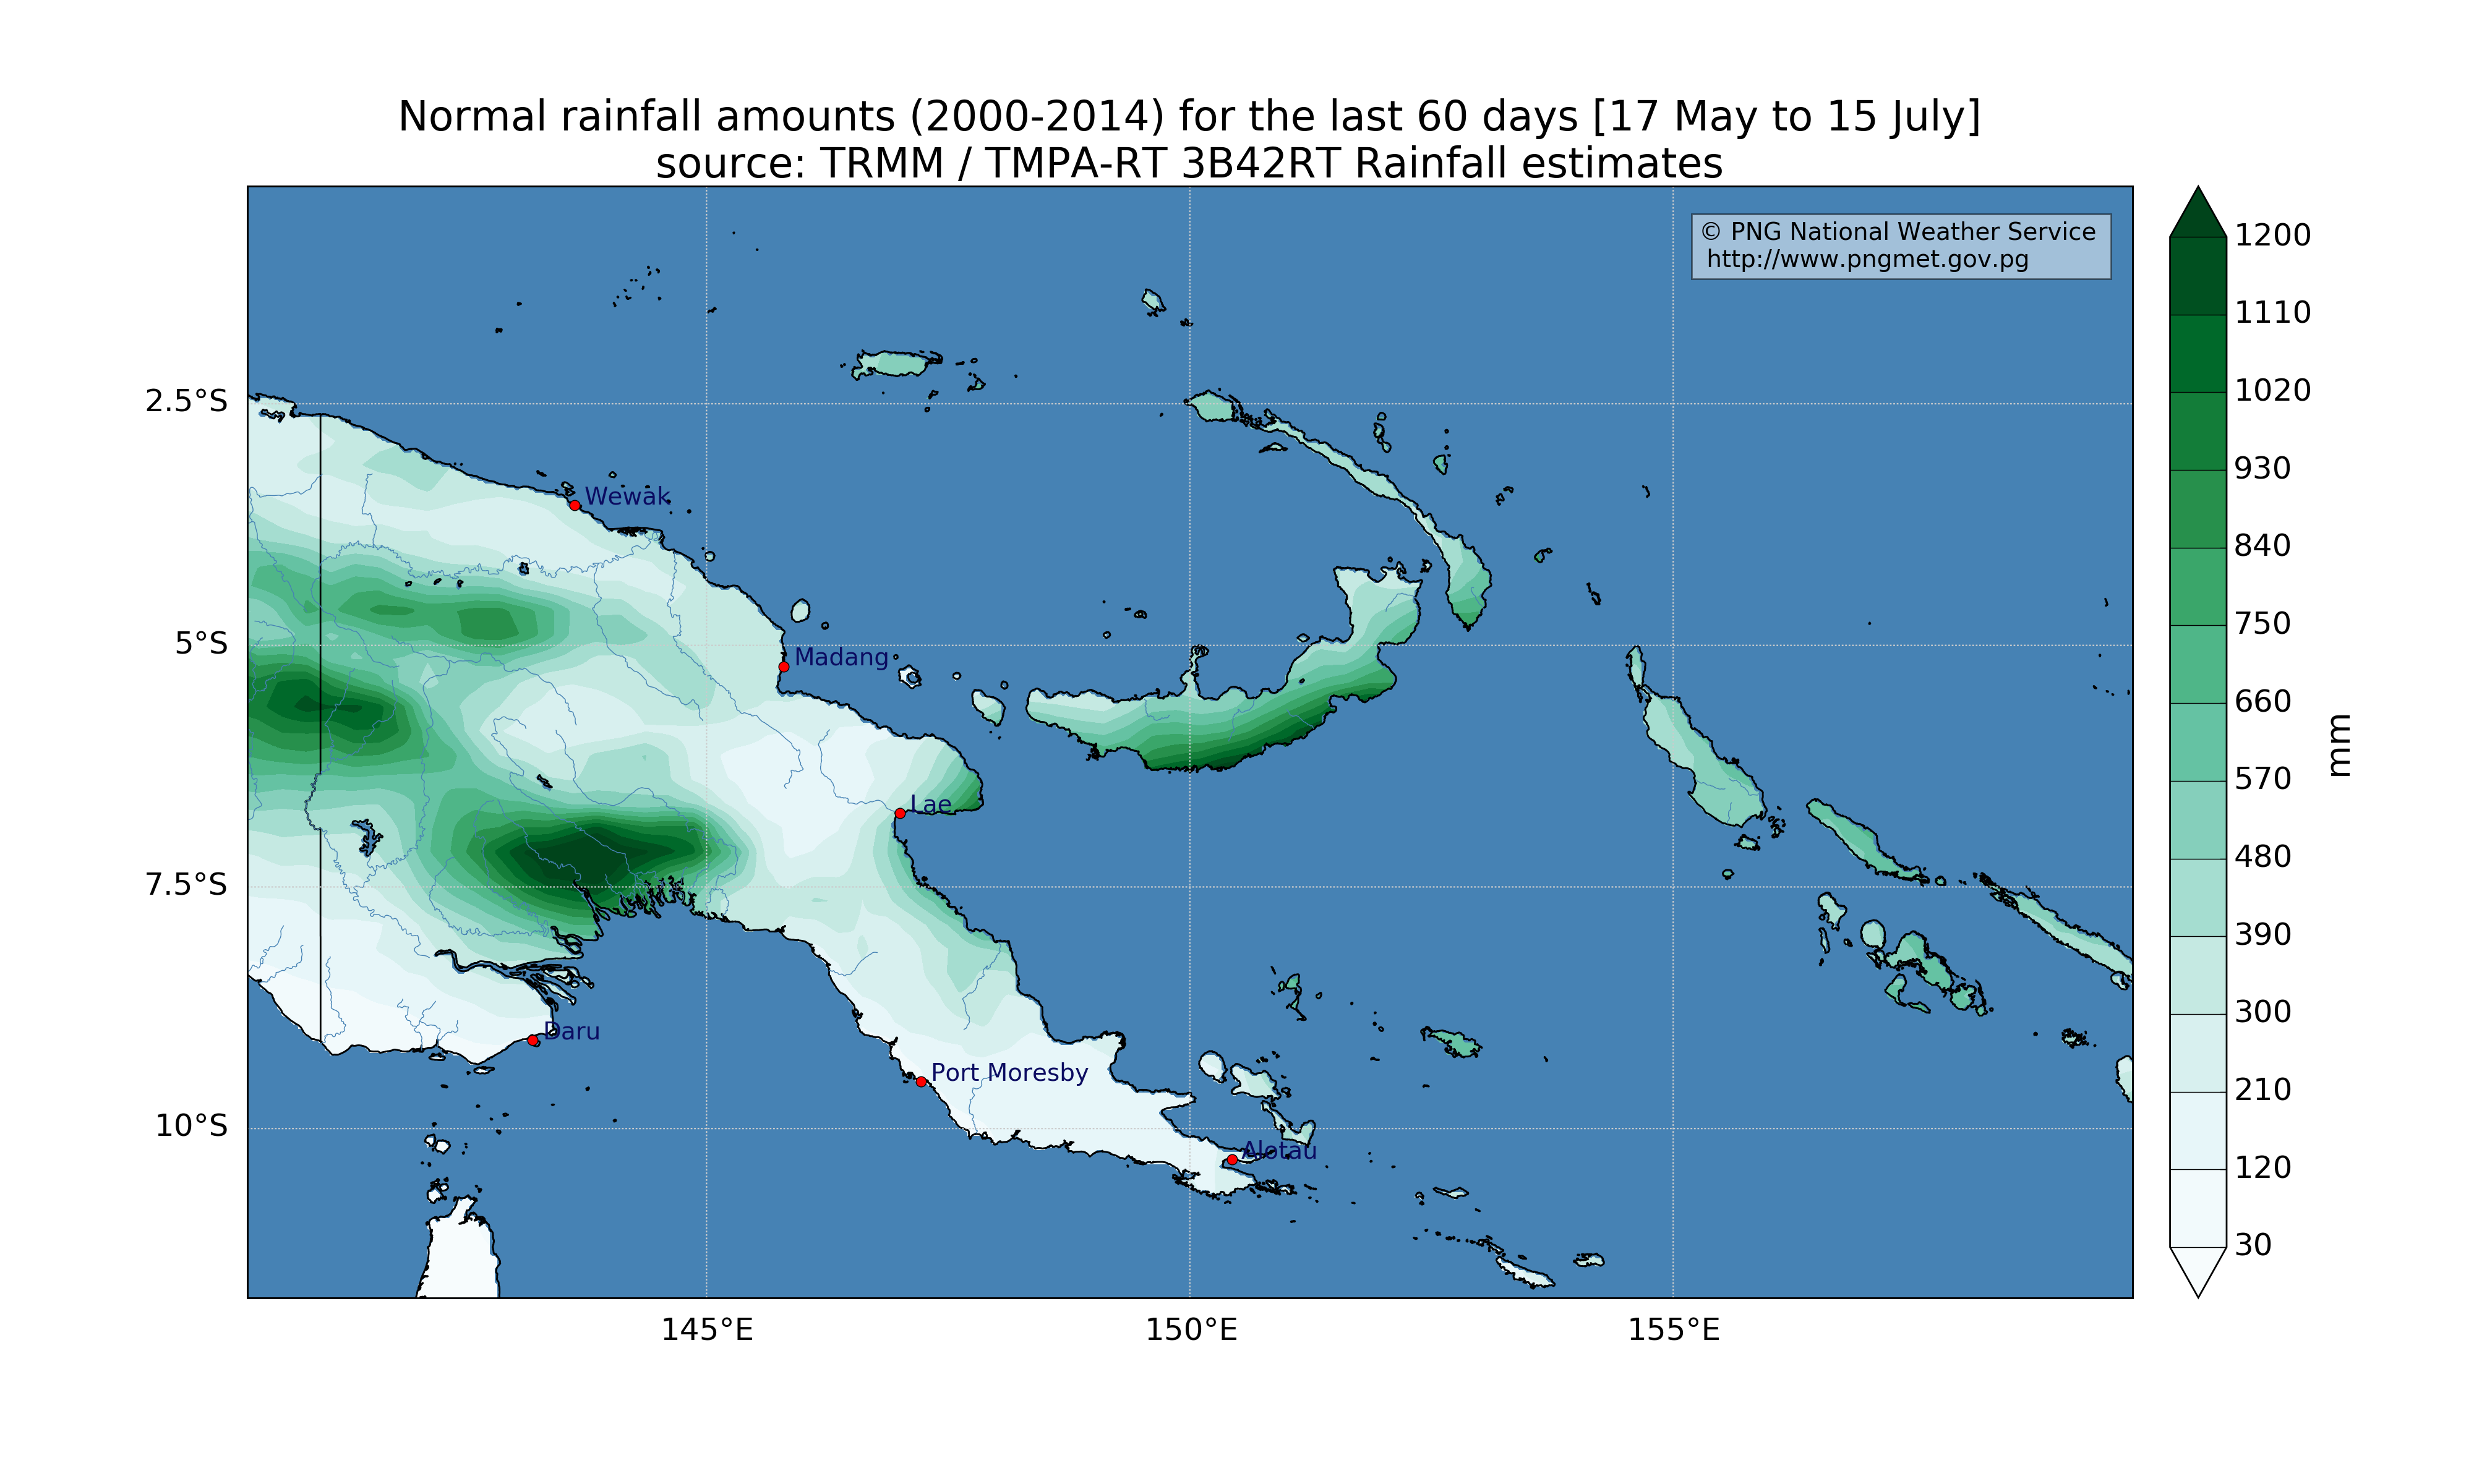 Normal rainfall amounts (2000-2014) for the last 60 days [17 May to 15 July]
source: TRMM / TMPA-RT 3B42RT Rainfall estimates
© PNG National Weather Service
http://www.pngmet.gov.pg
1200
1110
1020
930
840
750
660
570
480
390
300
210
120
30
mm
2.5°S
5°S
7.5°S
10°S
Wewak
Madang
Lae
Daru
Port Moresby
Alotau
145°E
150°E
155°E